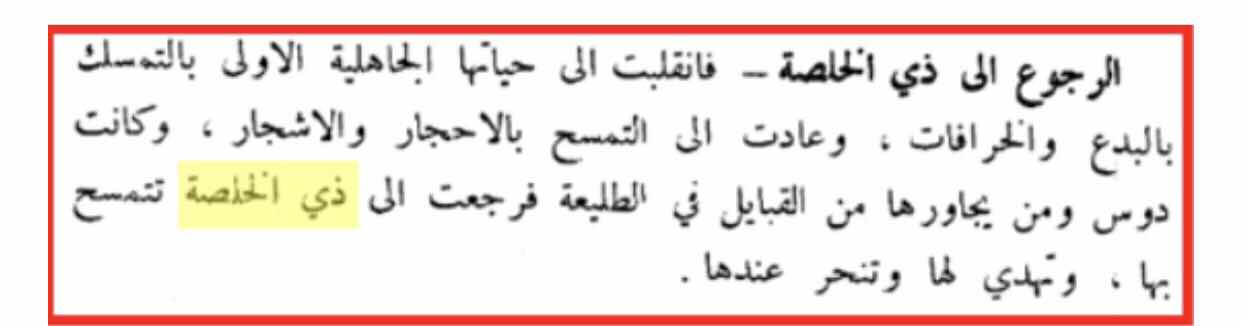 الرجوع الى ذي الخلصة – فانقلبت الى حياتها الجاهلية الاولى بالتمسك
بالبدع والخرافات ، وعادت الى التمسح بالاحجار والاشجار ، وكانت
دوس ومن يجاورها من القبايل في الطليعة فرجعت الى ذي الخلصة تتمسح
بها ، وتهدي لها وتنحر عندها .